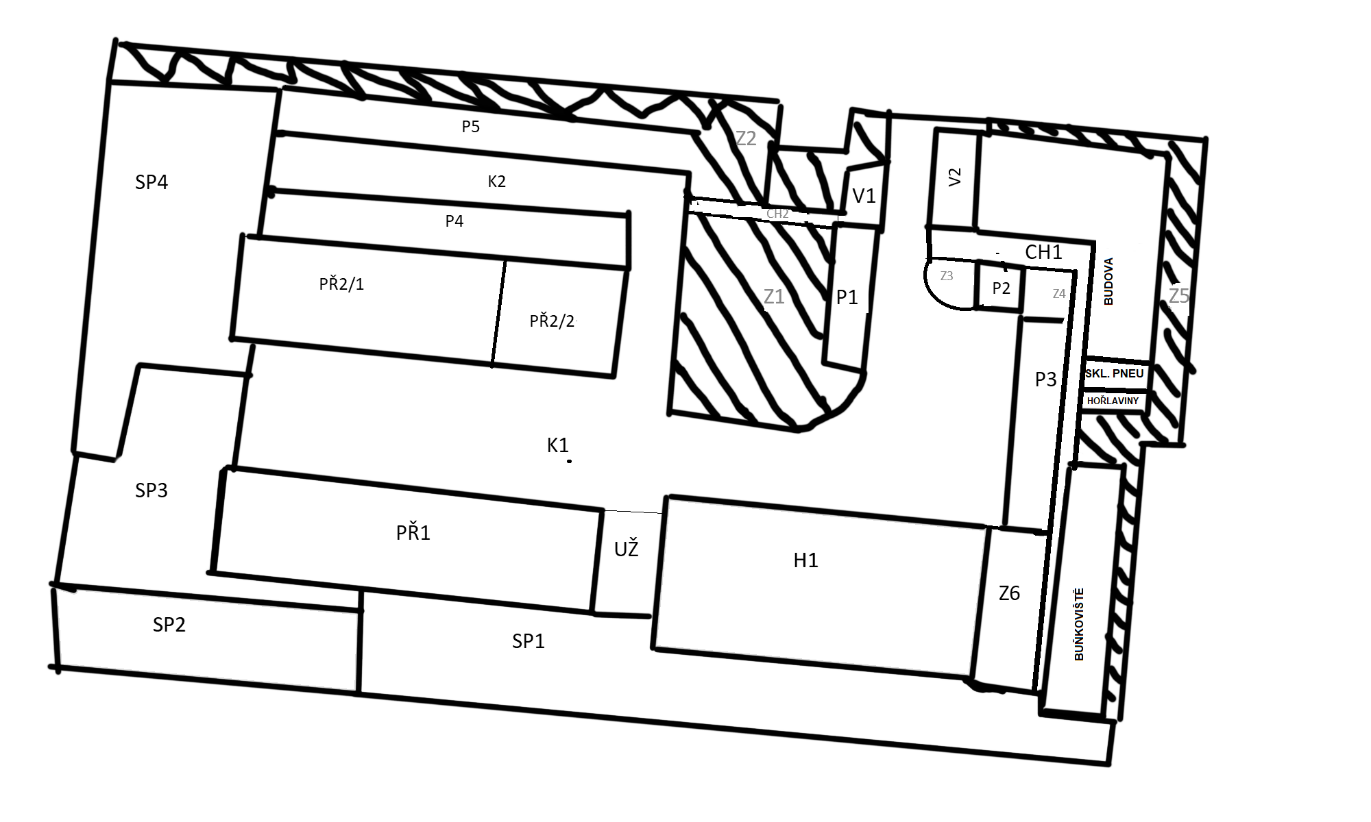 P5
Z2
SP4
K2
V2
V1
P4
CH2
CH1
PŘ2/1
BUDOVA
Z3
P2
Z4
Z1
P1
Z5
PŘ2/2
SKL. PNEU
P3
HOŘLAVINY
K1
SP3
PŘ1
UŽ
H1
Z6
SP2
BUŇKOVIŠTĚ
SP1